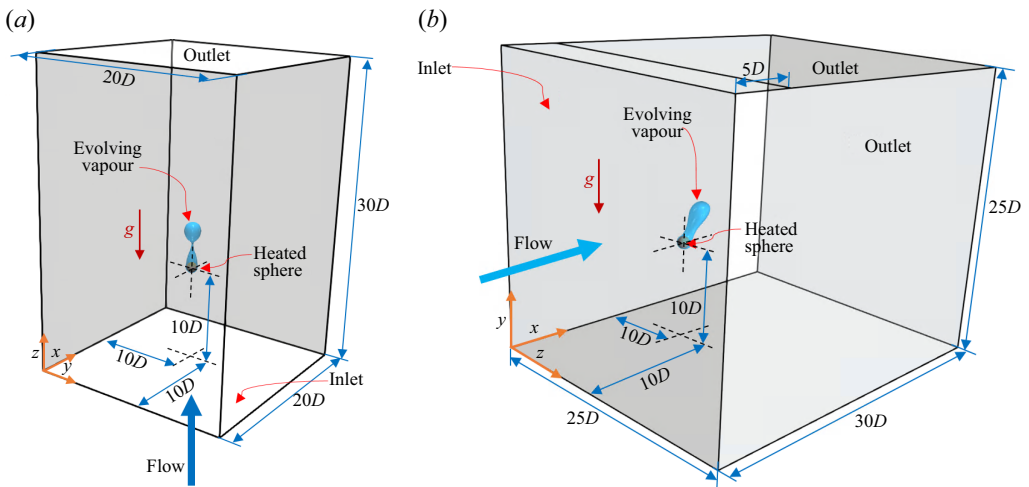 (a)
Outlet
20D
Evolving
vapour
30D
g
Heated
sphere
10D
z
x
y
10D
10D
Inlet
20D
Flow
(b)
Inlet
5D
Outlet
Evolving
vapour
Outlet
g
25D
Heated
sphere
Flow
10D
y
x
z
10D
10D
25D
30D